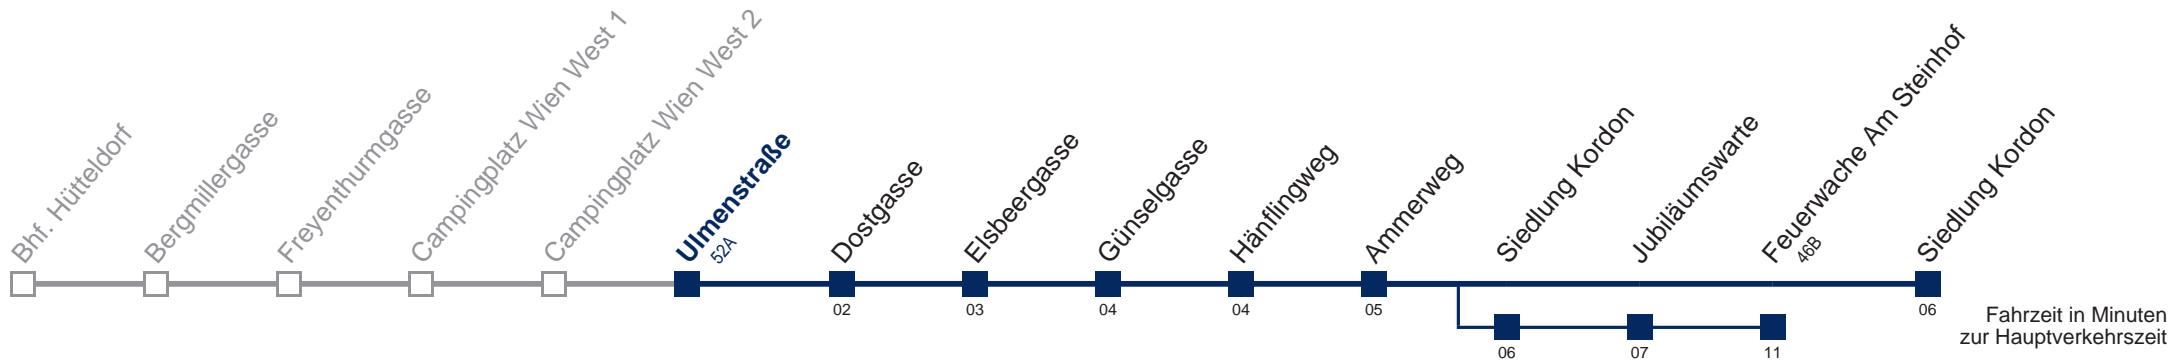 Bhf. Hütteldorf
Bergmillergasse
Freyenthurmgasse
Campingplatz Wien West 1
Campingplatz Wien West 2
Ulmenstraße
52A
Dostgasse
02
Elsbeergasse
03
Günselgasse
04
Hänflingweg
04
Ammerweg
05
Siedlung Kordon
06
Jubiläumswarte
07
Feuerwache Am Steinhof
46B
11
Siedlung Kordon
06
Fahrzeit in Minuten
zur Hauptverkehrszeit